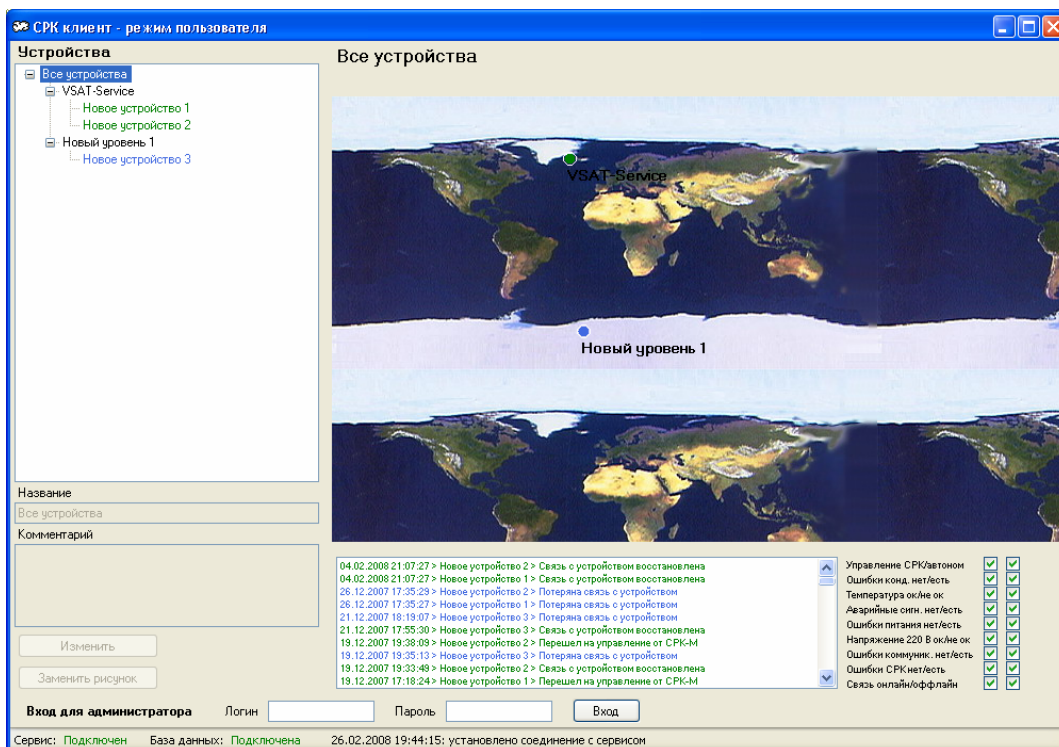 СРК клиент - режим пользователя
Устройства
Все устройства
VSAT-Service
Новое устройство 1
Новое устройство 2
Новый уровень 1
Новое устройство 3
Название
Все устройства
Комментарий
Изменить
Заменить рисунок
Все устройства
VSAT-Service
Новый уровень 1
04.02.2008 21:07:27 > Новое устройство 2 > Связь с устройством восстановлена
04.02.2008 21:07:27 > Новое устройство 1 > Связь с устройством восстановлена
26.12.2007 17:35:29 > Новое устройство 2 > Потеряна связь с устройством
26.12.2007 17:35:27 > Новое устройство 1 > Потеряна связь с устройством
21.12.2007 18:19:07 > Новое устройство 3 > Потеряна связь с устройством
21.12.2007 17:55:30 > Новое устройство 3 > Связь с устройством восстановлена
19.12.2007 19:38:09 > Новое устройство 2 > Перешел на управление от СРК-М
19.12.2007 19:35:13 > Новое устройство 3 > Потеряна связь с устройством
19.12.2007 19:33:49 > Новое устройство 2 > Связь с устройством восстановлена
19.12.2007 17:18:24 > Новое устройство 1 > Перешел на управление от СРК-М
Управление СРК/автоном
Ошибки конд. нет/есть
Температура ок/не ок
Аварийные сигн. нет/есть
Ошибки питания нет/есть
Напряжение 220 В ок/не ок
Ошибки коммуник. нет/есть
Ошибки СРК нет/есть
Связь онлайн/оффлайн
Вход для администратора Логин Пароль Вход
Сервис: Подключен База данных: Подключена 26.02.2008 19:44:15: установлено соединение с сервисом